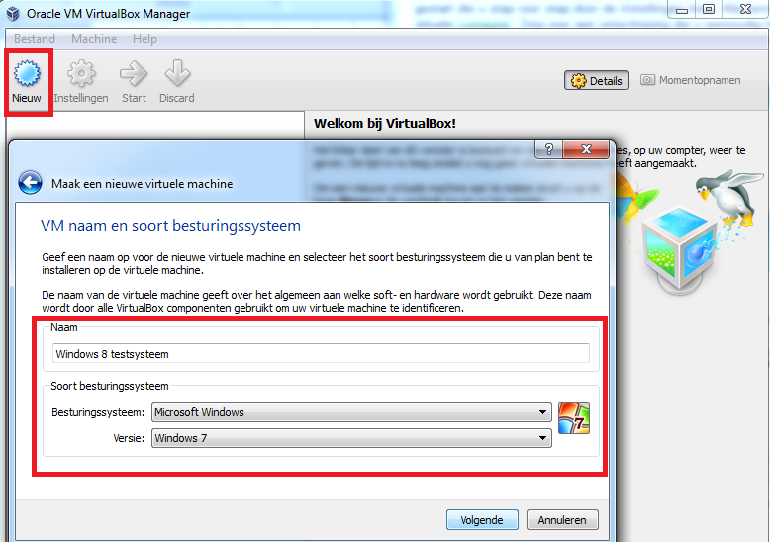 Oracle VM VirtualBox Manager
Bestand Machine Help
Nieuw Instellingen Start Discard
Details Momentopnamen
Welkom bij VirtualBox!
es, op uw compter, weer te
eeft aangemaakt.
Maak een nieuwe virtuele machine
VM naam en soort besturingssysteem
Geef een naam op voor de nieuwe virtuele machine en selecteer het soort besturingssysteem die u van plan bent te
installeren op de virtuele machine.
De naam van de virtuele machine geeft over het algemeen aan welke soft- en hardware wordt gebruikt. Deze naam
wordt door alle VirtualBox componenten gebruikt om uw virtuele machine te identificeren.
Naam
Windows 8 testsysteem
Soort besturingssysteem
Besturingssysteem: Microsoft Windows
Versie: Windows 7
7
Volgende Annuleren